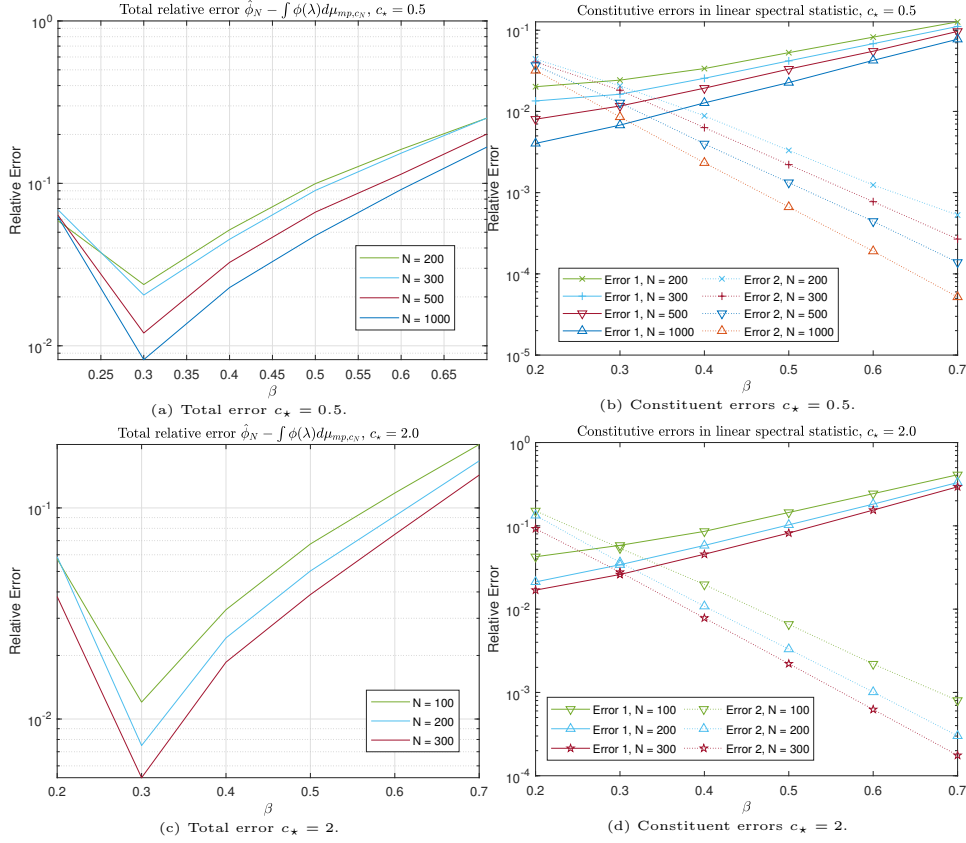 Total relative error $\hat{\phi}_N - \int \phi(\lambda)d\mu_{mp,c_N}$, $c_\star = 0.5$
10^0
10^{-1}
10^{-2}
Relative Error
0.25 0.3 0.35 0.4 0.45 0.5 0.55 0.6 0.65
β
N = 200
N = 300
N = 500
N = 1000
(a) Total error $c_\star = 0.5$.
Constitutive errors in linear spectral statistic, $c_\star = 0.5$
10^{-1}
10^{-2}
10^{-3}
10^{-4}
10^{-5}
Relative Error
0.2 0.3 0.4 0.5 0.6 0.7
β
Error 1, N = 200 Error 2, N = 200
Error 1, N = 300 Error 2, N = 300
Error 1, N = 500 Error 2, N = 500
Error 1, N = 1000 Error 2, N = 1000
(b) Constituent errors $c_\star = 0.5$.
Total relative error $\hat{\phi}_N - \int \phi(\lambda)d\mu_{mp,c_N}$, $c_\star = 2.0$
10^{-1}
10^{-2}
Relative Error
0.2 0.3 0.4 0.5 0.6 0.7
β
N = 100
N = 200
N = 300
(c) Total error $c_\star = 2$.
Constitutive errors in linear spectral statistic, $c_\star = 2.0$
10^0
10^{-1}
10^{-2}
10^{-3}
10^{-4}
Relative Error
0.2 0.3 0.4 0.5 0.6 0.7
β
Error 1, N = 100 Error 2, N = 100
Error 1, N = 200 Error 2, N = 200
Error 1, N = 300 Error 2, N = 300
(d) Constituent errors $c_\star = 2$.